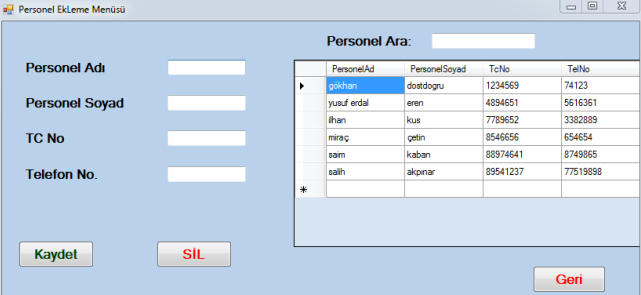 Personel EkLeme Menüsü
Personel Ara:
Personel Adı
Personel Soyad
TC No
Telefon No.
PersonelAd PersonelSoyad TcNo TelNo
gökhan dostdogru 1234569 74123
yusuf erdal eren 4894651 5616361
ilhan kus 7789652 3382889
miraç çetin 8546656 654654
saim kaban 88974641 8749865
salih akpınar 89541237 77519898
Kaydet
SİL
Geri